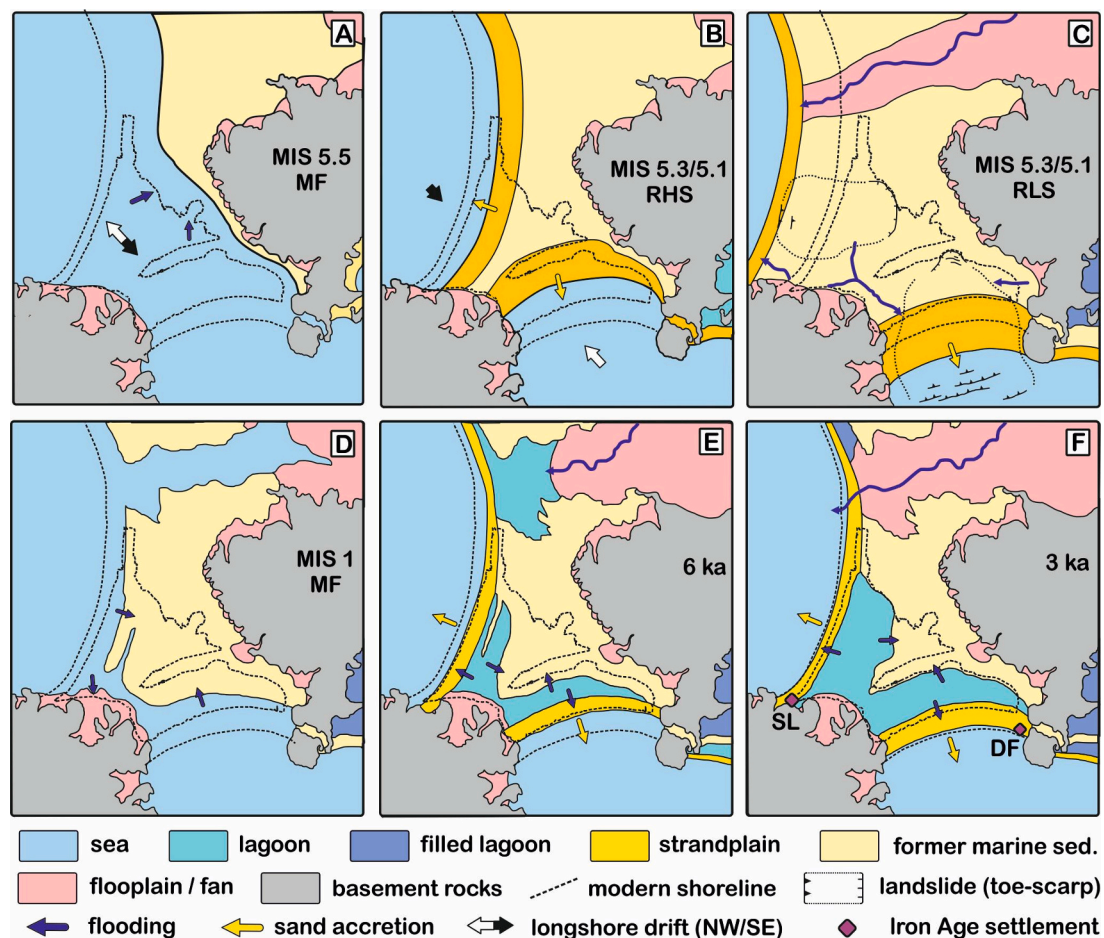 A
MIS 5.5
MF
B
MIS 5.3/5.1
RHS
C
MIS 5.3/5.1
RLS
D
MIS 1
MF
E
6 ka
F
3 ka
SL
DF
sea
lagoon
filled lagoon
strandplain
former marine sed.
flooplain / fan
basement rocks
modern shoreline
landslide (toe-scarp)
flooding
sand accretion
longshore drift (NW/SE)
Iron Age settlement